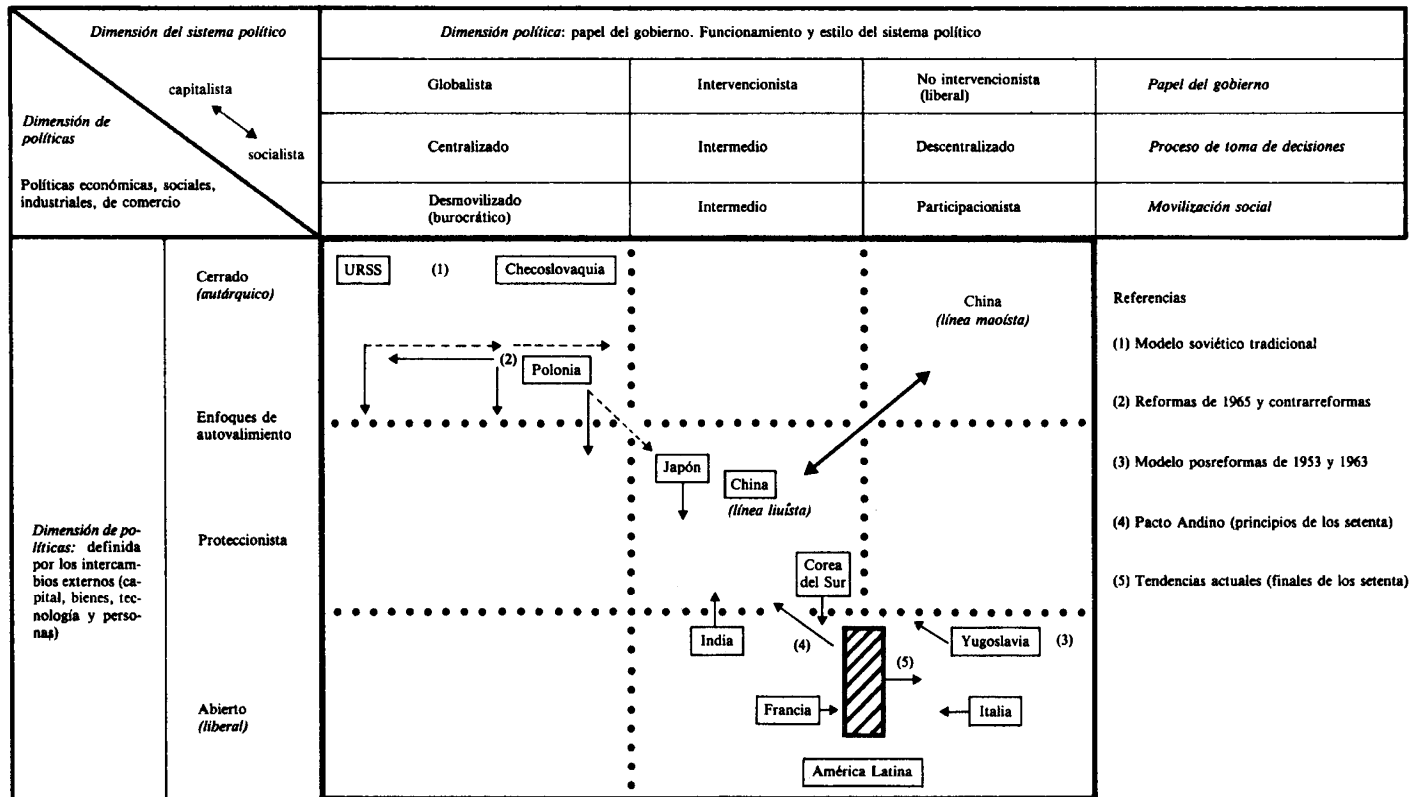 Dimensión del sistema político
capitalista
Dimensión de
políticas
socialista
Políticas económicas, sociales,
industriales, de comercio
Dimensión política: papel del gobierno. Funcionamiento y estilo del sistema político
Globalista
Intervencionista
No intervencionista
(liberal)
Papel del gobierno
Centralizado
Intermedio
Descentralizado
Proceso de toma de decisiones
Desmovilizado
(burocrático)
Intermedio
Participacionista
Movilización social
Dimensión de po-
líticas: definida
por los intercam-
bios externos (ca-
pital, bienes, tec-
nología y perso-
nas)
Cerrado
(autárquico)
Enfoques de
autovalimiento
Proteccionista
Abierto
(liberal)
URSS
(1)
Checoslovaquia
China
(línea maoísta)
(2)
Polonia
Japón
China
(línea liuísta)
Corea
del Sur
India
(4)
Yugoslavia
(3)
(5)
Francia
Italia
América Latina
Referencias
(1) Modelo soviético tradicional
(2) Reformas de 1965 y contrarreformas
(3) Modelo posreformas de 1953 y 1963
(4) Pacto Andino (principios de los setenta)
(5) Tendencias actuales (finales de los setenta)